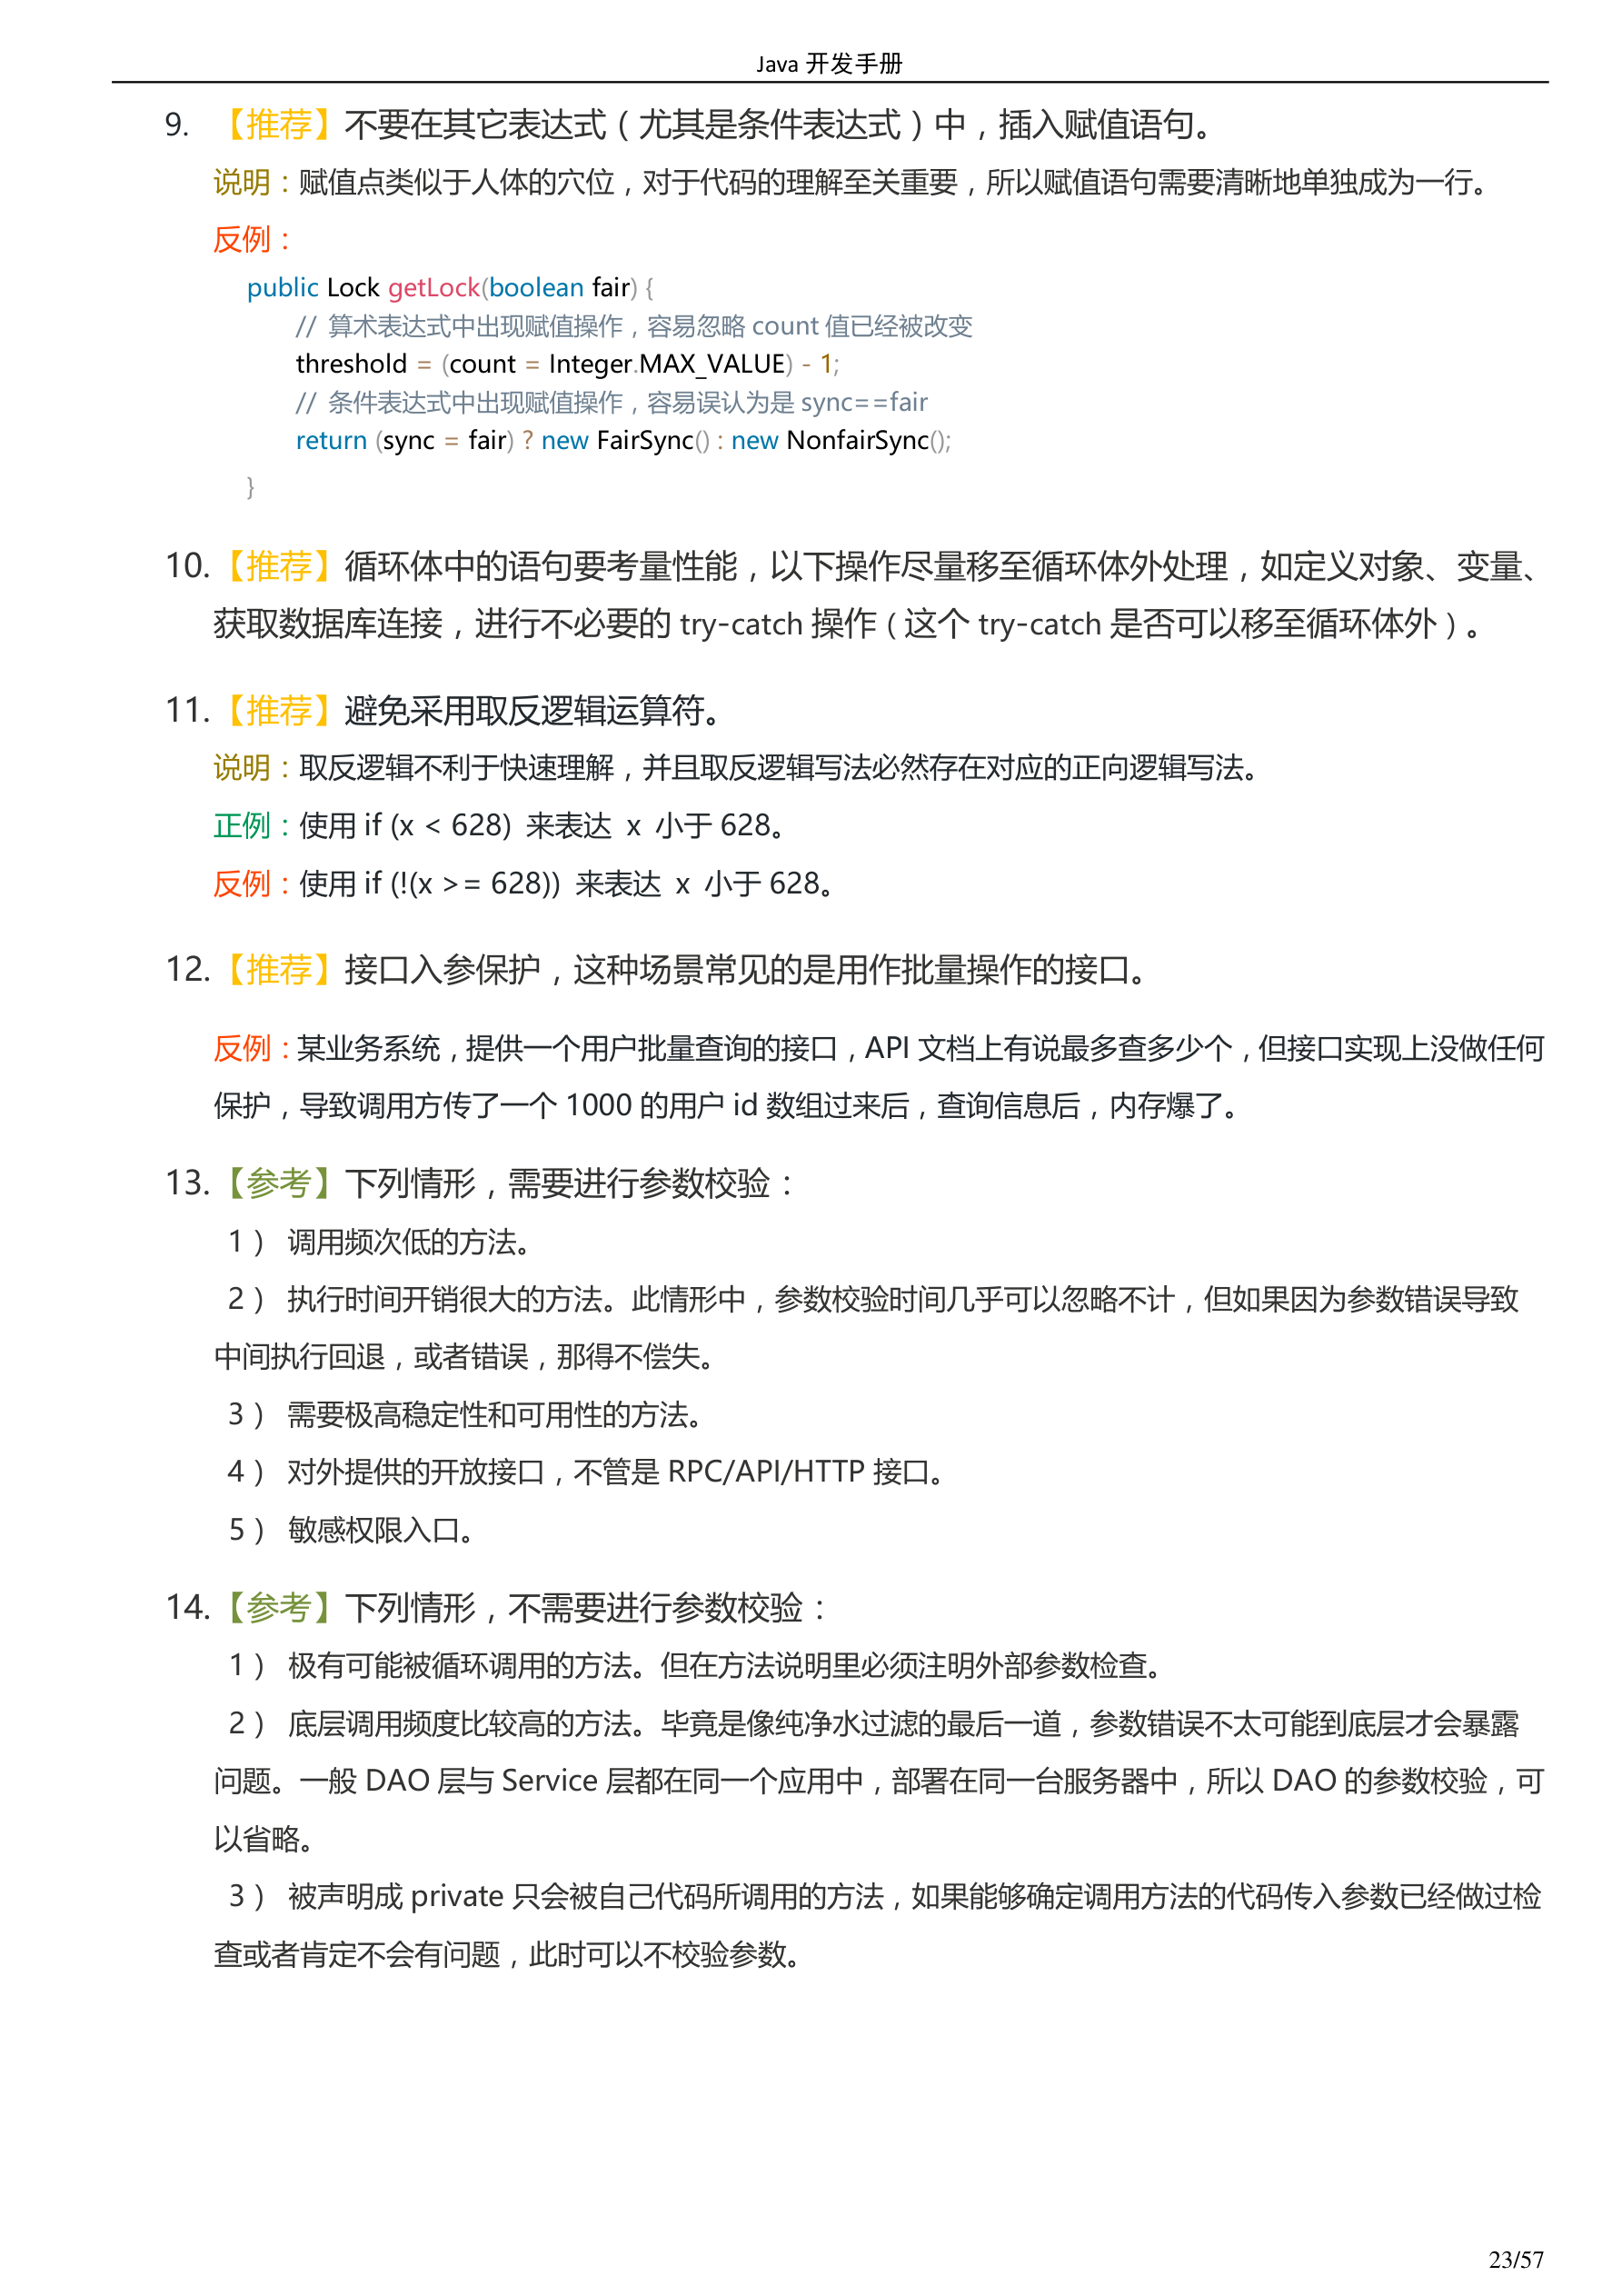 Java 开发手册
9. 【推荐】不要在其它表达式（尤其是条件表达式）中，插入赋值语句。
说明：赋值点类似于人体的穴位，对于代码的理解至关重要，所以赋值语句需要清晰地单独成为一行。
反例：
public Lock getLock(boolean fair) {
// 算术表达式中出现赋值操作，容易忽略 count 值已经被改变
threshold = (count = Integer.MAX_VALUE) - 1;
// 条件表达式中出现赋值操作，容易误认为是 sync==fair
return (sync = fair) ? new FairSync() : new NonfairSync();
}
10. 【推荐】循环体中的语句要考量性能，以下操作尽量移至循环体外处理，如定义对象、变量、
获取数据库连接，进行不必要的 try-catch 操作（这个 try-catch 是否可以移至循环体外）。
11. 【推荐】避免采用取反逻辑运算符。
说明：取反逻辑不利于快速理解，并且取反逻辑写法必然存在对应的正向逻辑写法。
正例：使用 if (x < 628) 来表达 x 小于 628。
反例：使用 if (!(x >= 628)) 来表达 x 小于 628。
12. 【推荐】接口入参保护，这种场景常见的是用作批量操作的接口。
反例：某业务系统，提供一个用户批量查询的接口，API 文档上有说最多查多少个，但接口实现上没做任何
保护，导致调用方传了一个 1000 的用户 id 数组过来后，查询信息后，内存爆了。
13. 【参考】下列情形，需要进行参数校验：
1） 调用频次低的方法。
2） 执行时间开销很大的方法。此情形中，参数校验时间几乎可以忽略不计，但如果因为参数错误导致
中间执行回退，或者错误，那得不偿失。
3） 需要极高稳定性和可用性的方法。
4） 对外提供的开放接口，不管是 RPC/API/HTTP 接口。
5） 敏感权限入口。
14. 【参考】下列情形，不需要进行参数校验：
1） 极有可能被循环调用的方法。但在方法说明里必须注明外部参数检查。
2） 底层调用频度比较高的方法。毕竟是像纯净水过滤的最后一道，参数错误不太可能到底层才会暴露
问题。一般 DAO 层与 Service 层都在同一个应用中，部署在同一台服务器中，所以 DAO 的参数校验，可
以省略。
3） 被声明成 private 只会被自己代码所调用的方法，如果能够确定调用方法的代码传入参数已经做过检
查或者肯定不会有问题，此时可以不校验参数。
23/57